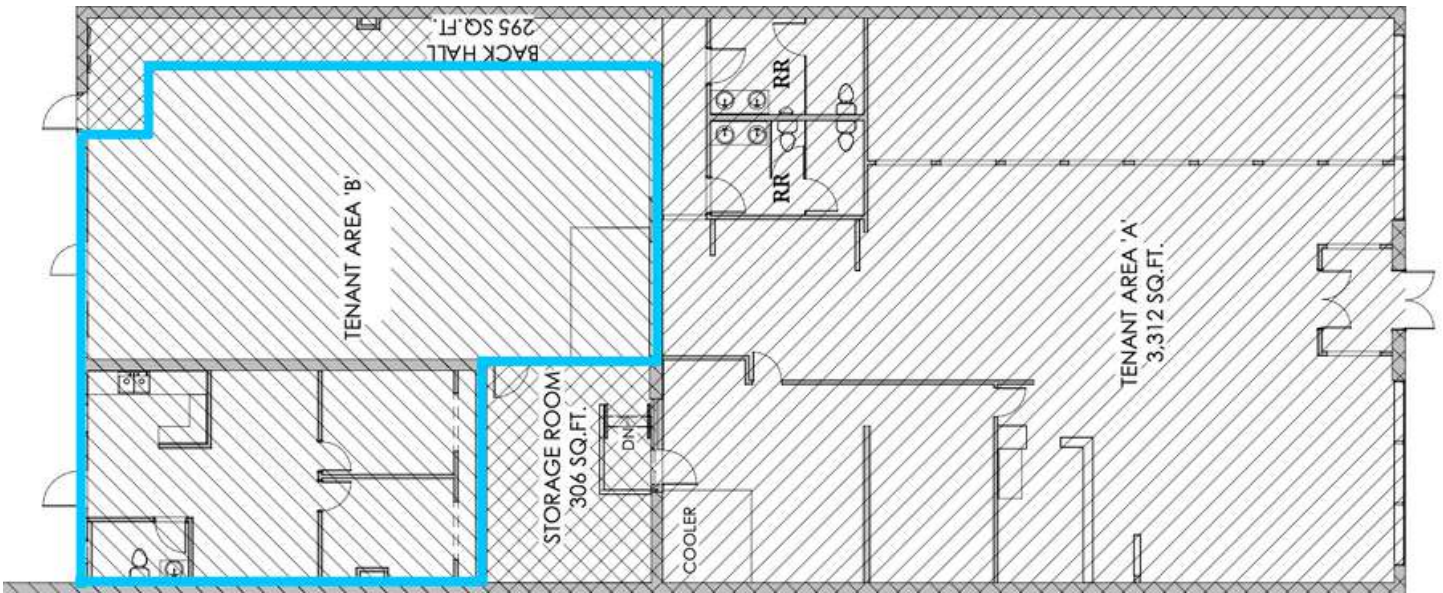 BACK HALL
295 SQ.FT.
RR
RR
TENANT AREA 'B'
TENANT AREA 'A'
3,312 SQ.FT.
STORAGE ROOM
306 SQ.FT.
DN
COOLER